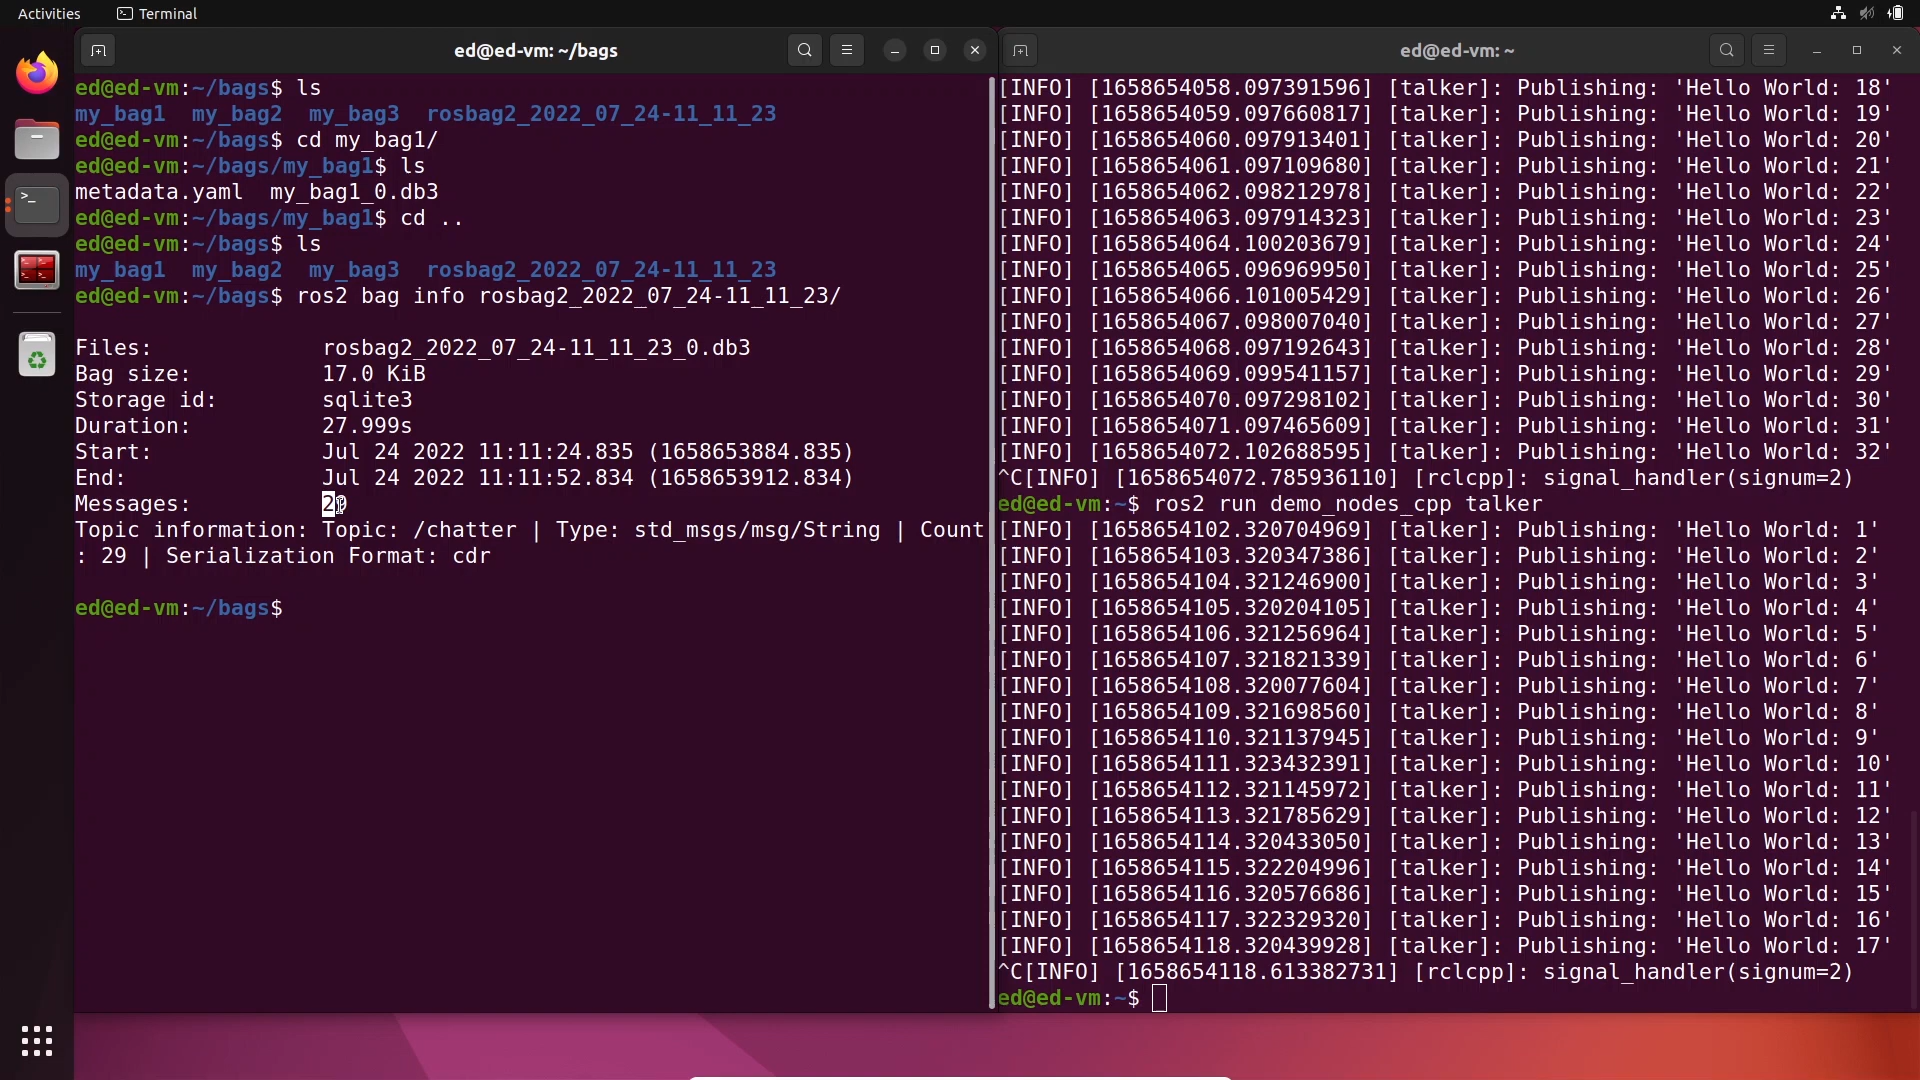 Activities Terminal
ed@ed-vm: ~/bags
ed@ed-vm:~/bags$ ls
my_bag1 my_bag2 my_bag3 rosbag2_2022_07_24-11_11_23
ed@ed-vm:~/bags$ cd my_bag1/
ed@ed-vm:~/bags/my_bag1$ ls
metadata.yaml my_bag1_0.db3
ed@ed-vm:~/bags/my_bag1$ cd ..
ed@ed-vm:~/bags$ ls
my_bag1 my_bag2 my_bag3 rosbag2_2022_07_24-11_11_23
ed@ed-vm:~/bags$ ros2 bag info rosbag2_2022_07_24-11_11_23/
Files: rosbag2_2022_07_24-11_11_23_0.db3
Bag size: 17.0 KiB
Storage id: sqlite3
Duration: 27.999s
Start: Jul 24 2022 11:11:24.835 (1658653884.835)
End: Jul 24 2022 11:11:52.834 (1658653912.834)
Messages: 29
Topic information: Topic: /chatter | Type: std_msgs/msg/String | Count
: 29 | Serialization Format: cdr
ed@ed-vm:~/bags$
ed@ed-vm: ~
[INFO] [1658654058.097391596] [talker]: Publishing: 'Hello World: 18'
[INFO] [1658654059.097660817] [talker]: Publishing: 'Hello World: 19'
[INFO] [1658654060.097913401] [talker]: Publishing: 'Hello World: 20'
[INFO] [1658654061.097109680] [talker]: Publishing: 'Hello World: 21'
[INFO] [1658654062.098212978] [talker]: Publishing: 'Hello World: 22'
[INFO] [1658654063.097914323] [talker]: Publishing: 'Hello World: 23'
[INFO] [1658654064.100203679] [talker]: Publishing: 'Hello World: 24'
[INFO] [1658654065.096969950] [talker]: Publishing: 'Hello World: 25'
[INFO] [1658654066.101005429] [talker]: Publishing: 'Hello World: 26'
[INFO] [1658654067.098007040] [talker]: Publishing: 'Hello World: 27'
[INFO] [1658654068.097192643] [talker]: Publishing: 'Hello World: 28'
[INFO] [1658654069.099541157] [talker]: Publishing: 'Hello World: 29'
[INFO] [1658654070.097298102] [talker]: Publishing: 'Hello World: 30'
[INFO] [1658654071.097465609] [talker]: Publishing: 'Hello World: 31'
[INFO] [1658654072.102688595] [talker]: Publishing: 'Hello World: 32'
^C[INFO] [1658654072.785936110] [rclcpp]: signal_handler(signum=2)
ed@ed-vm:~$ ros2 run demo_nodes_cpp talker
[INFO] [1658654102.320704969] [talker]: Publishing: 'Hello World: 1'
[INFO] [1658654103.320347386] [talker]: Publishing: 'Hello World: 2'
[INFO] [1658654104.321246900] [talker]: Publishing: 'Hello World: 3'
[INFO] [1658654105.320204105] [talker]: Publishing: 'Hello World: 4'
[INFO] [1658654106.321256964] [talker]: Publishing: 'Hello World: 5'
[INFO] [1658654107.321821339] [talker]: Publishing: 'Hello World: 6'
[INFO] [1658654108.320077604] [talker]: Publishing: 'Hello World: 7'
[INFO] [1658654109.321698560] [talker]: Publishing: 'Hello World: 8'
[INFO] [1658654110.321137945] [talker]: Publishing: 'Hello World: 9'
[INFO] [1658654111.323432391] [talker]: Publishing: 'Hello World: 10'
[INFO] [1658654112.321145972] [talker]: Publishing: 'Hello World: 11'
[INFO] [1658654113.321785629] [talker]: Publishing: 'Hello World: 12'
[INFO] [1658654114.320433050] [talker]: Publishing: 'Hello World: 13'
[INFO] [1658654115.322204996] [talker]: Publishing: 'Hello World: 14'
[INFO] [1658654116.320576686] [talker]: Publishing: 'Hello World: 15'
[INFO] [1658654117.322329320] [talker]: Publishing: 'Hello World: 16'
[INFO] [1658654118.320439928] [talker]: Publishing: 'Hello World: 17'
^C[INFO] [1658654118.613382731] [rclcpp]: signal_handler(signum=2)
ed@ed-vm:~$